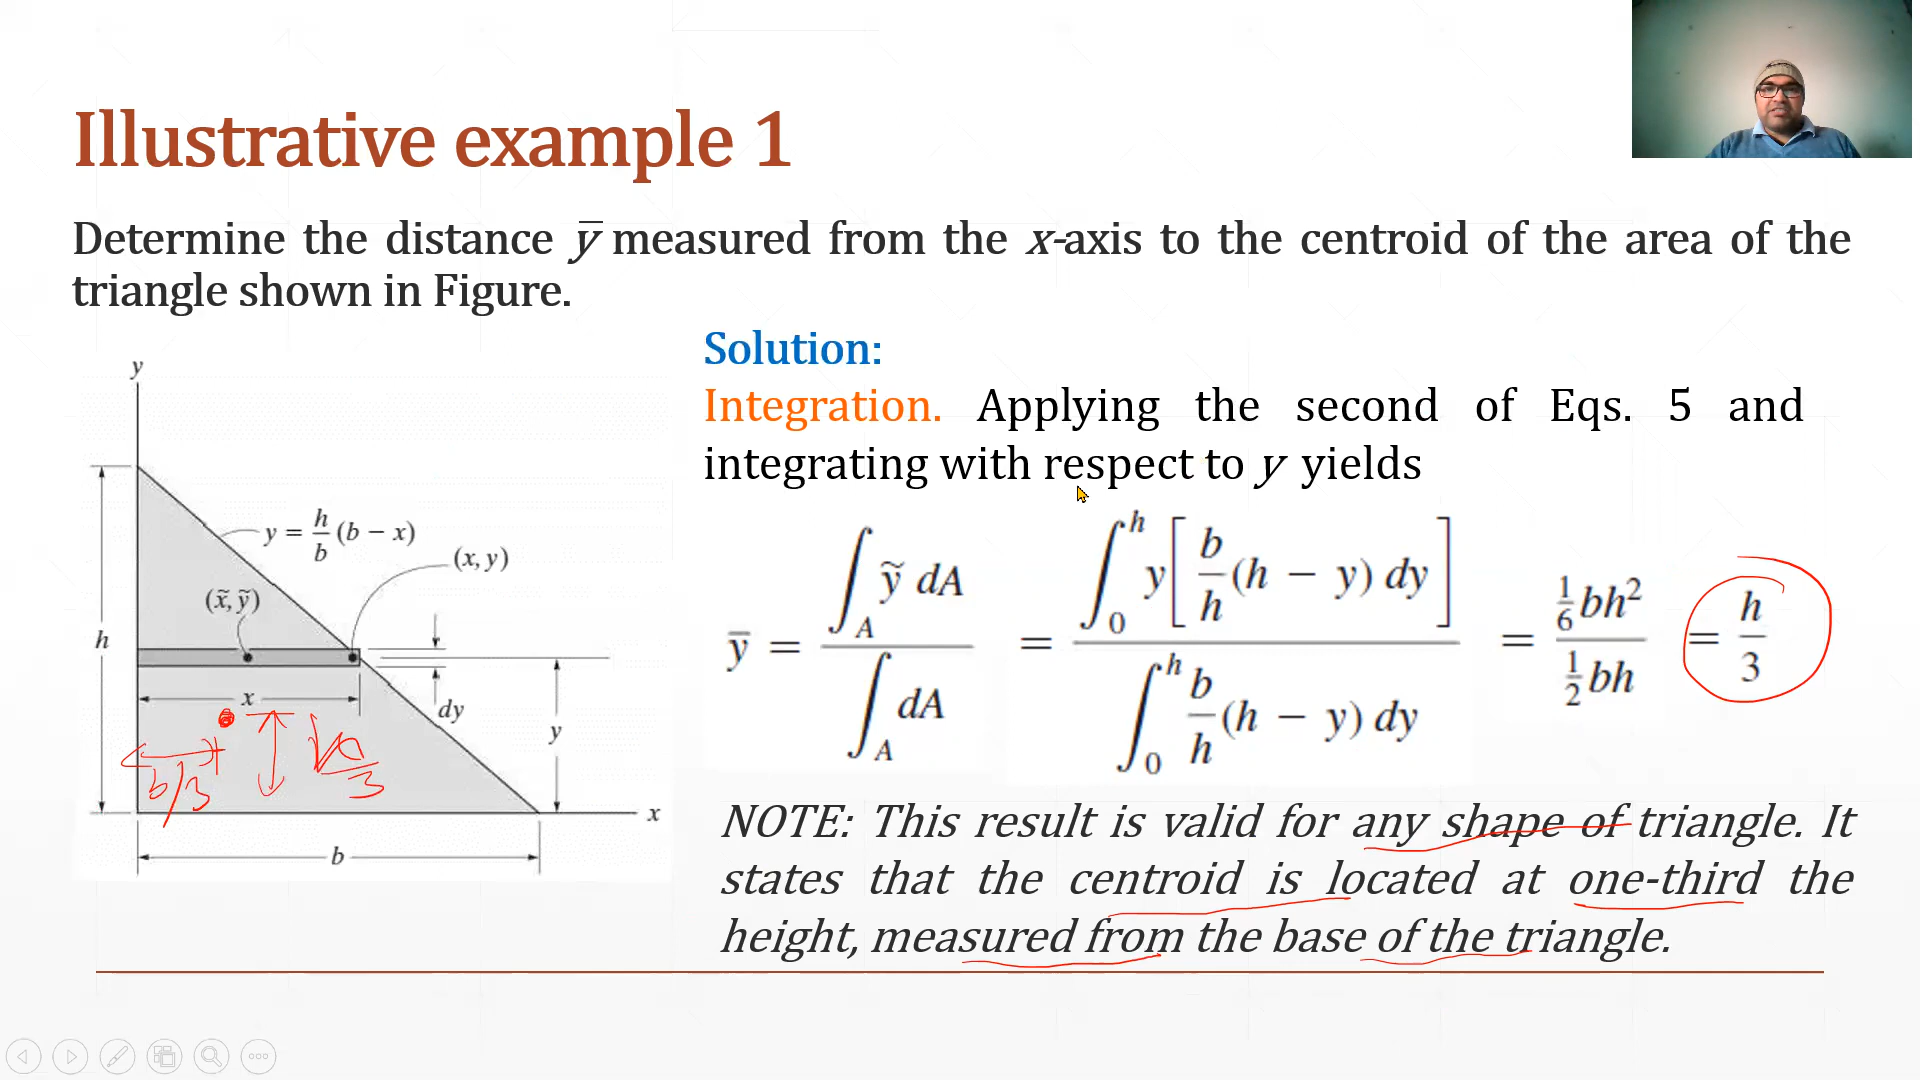 Illustrative example 1
Determine the distance y̅ measured from the x-axis to the centroid of the area of the
triangle shown in Figure.
Solution:
Integration. Applying the second of Eqs. 5 and
integrating with respect to y yields
y̅ = ∫_A ỹ dA / ∫_A dA = ∫_0^h y[b/h (h − y) dy] / ∫_0^h b/h (h − y) dy = 1/6 bh² / 1/2 bh = h/3
NOTE: This result is valid for any shape of triangle. It
states that the centroid is located at one-third the
height, measured from the base of the triangle.
y
y = h/b (b − x)
(x, y)
(x̃, ỹ)
h
x
dy
y
b/3
x
b